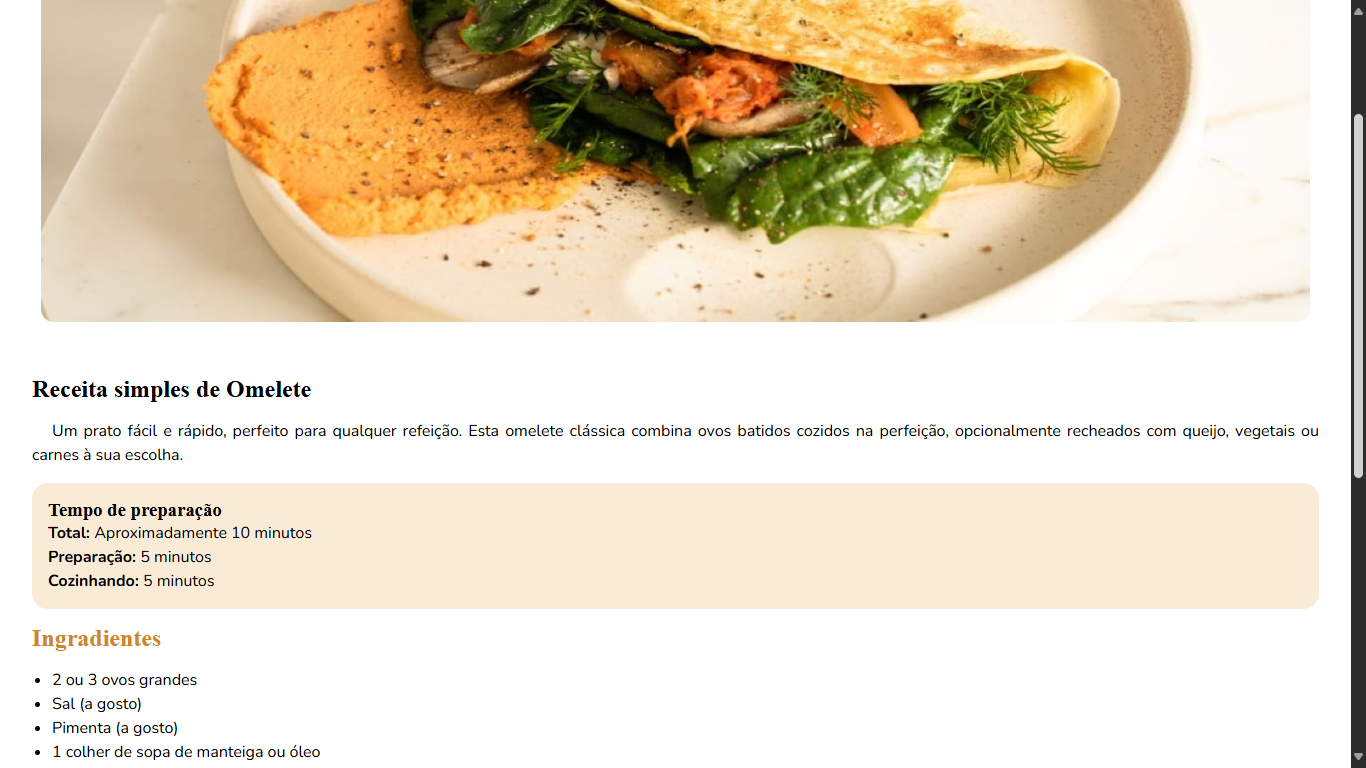 Receita simples de Omelete
Um prato fácil e rápido, perfeito para qualquer refeição. Esta omelete clássica combina ovos batidos cozidos na perfeição, opcionalmente recheados com queijo, vegetais ou
carnes à sua escolha.
Tempo de preparação
Total: Aproximadamente 10 minutos
Preparação: 5 minutos
Cozinhando: 5 minutos
Ingradientes
• 2 ou 3 ovos grandes
• Sal (a gosto)
• Pimenta (a gosto)
• 1 colher de sopa de manteiga ou óleo